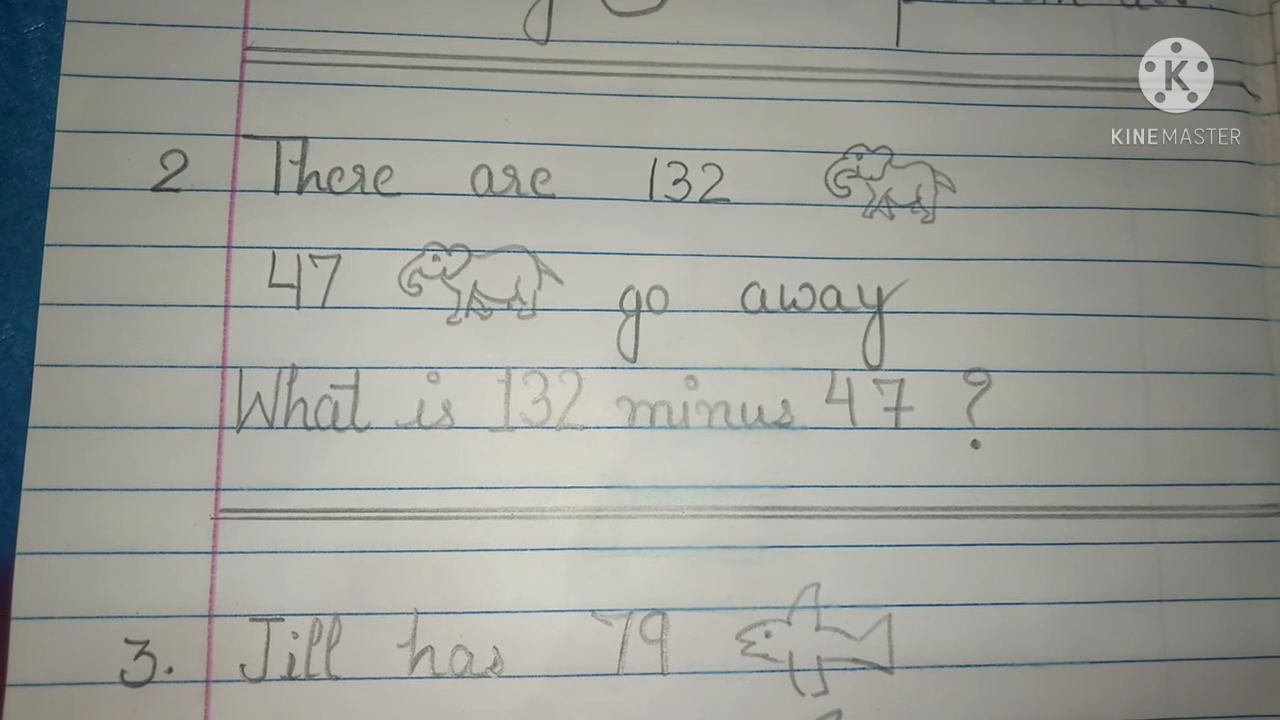 K
KINEMASTER
2 There are 132
47 go away
What is 132 minus 47 ?
3. Jill has 79